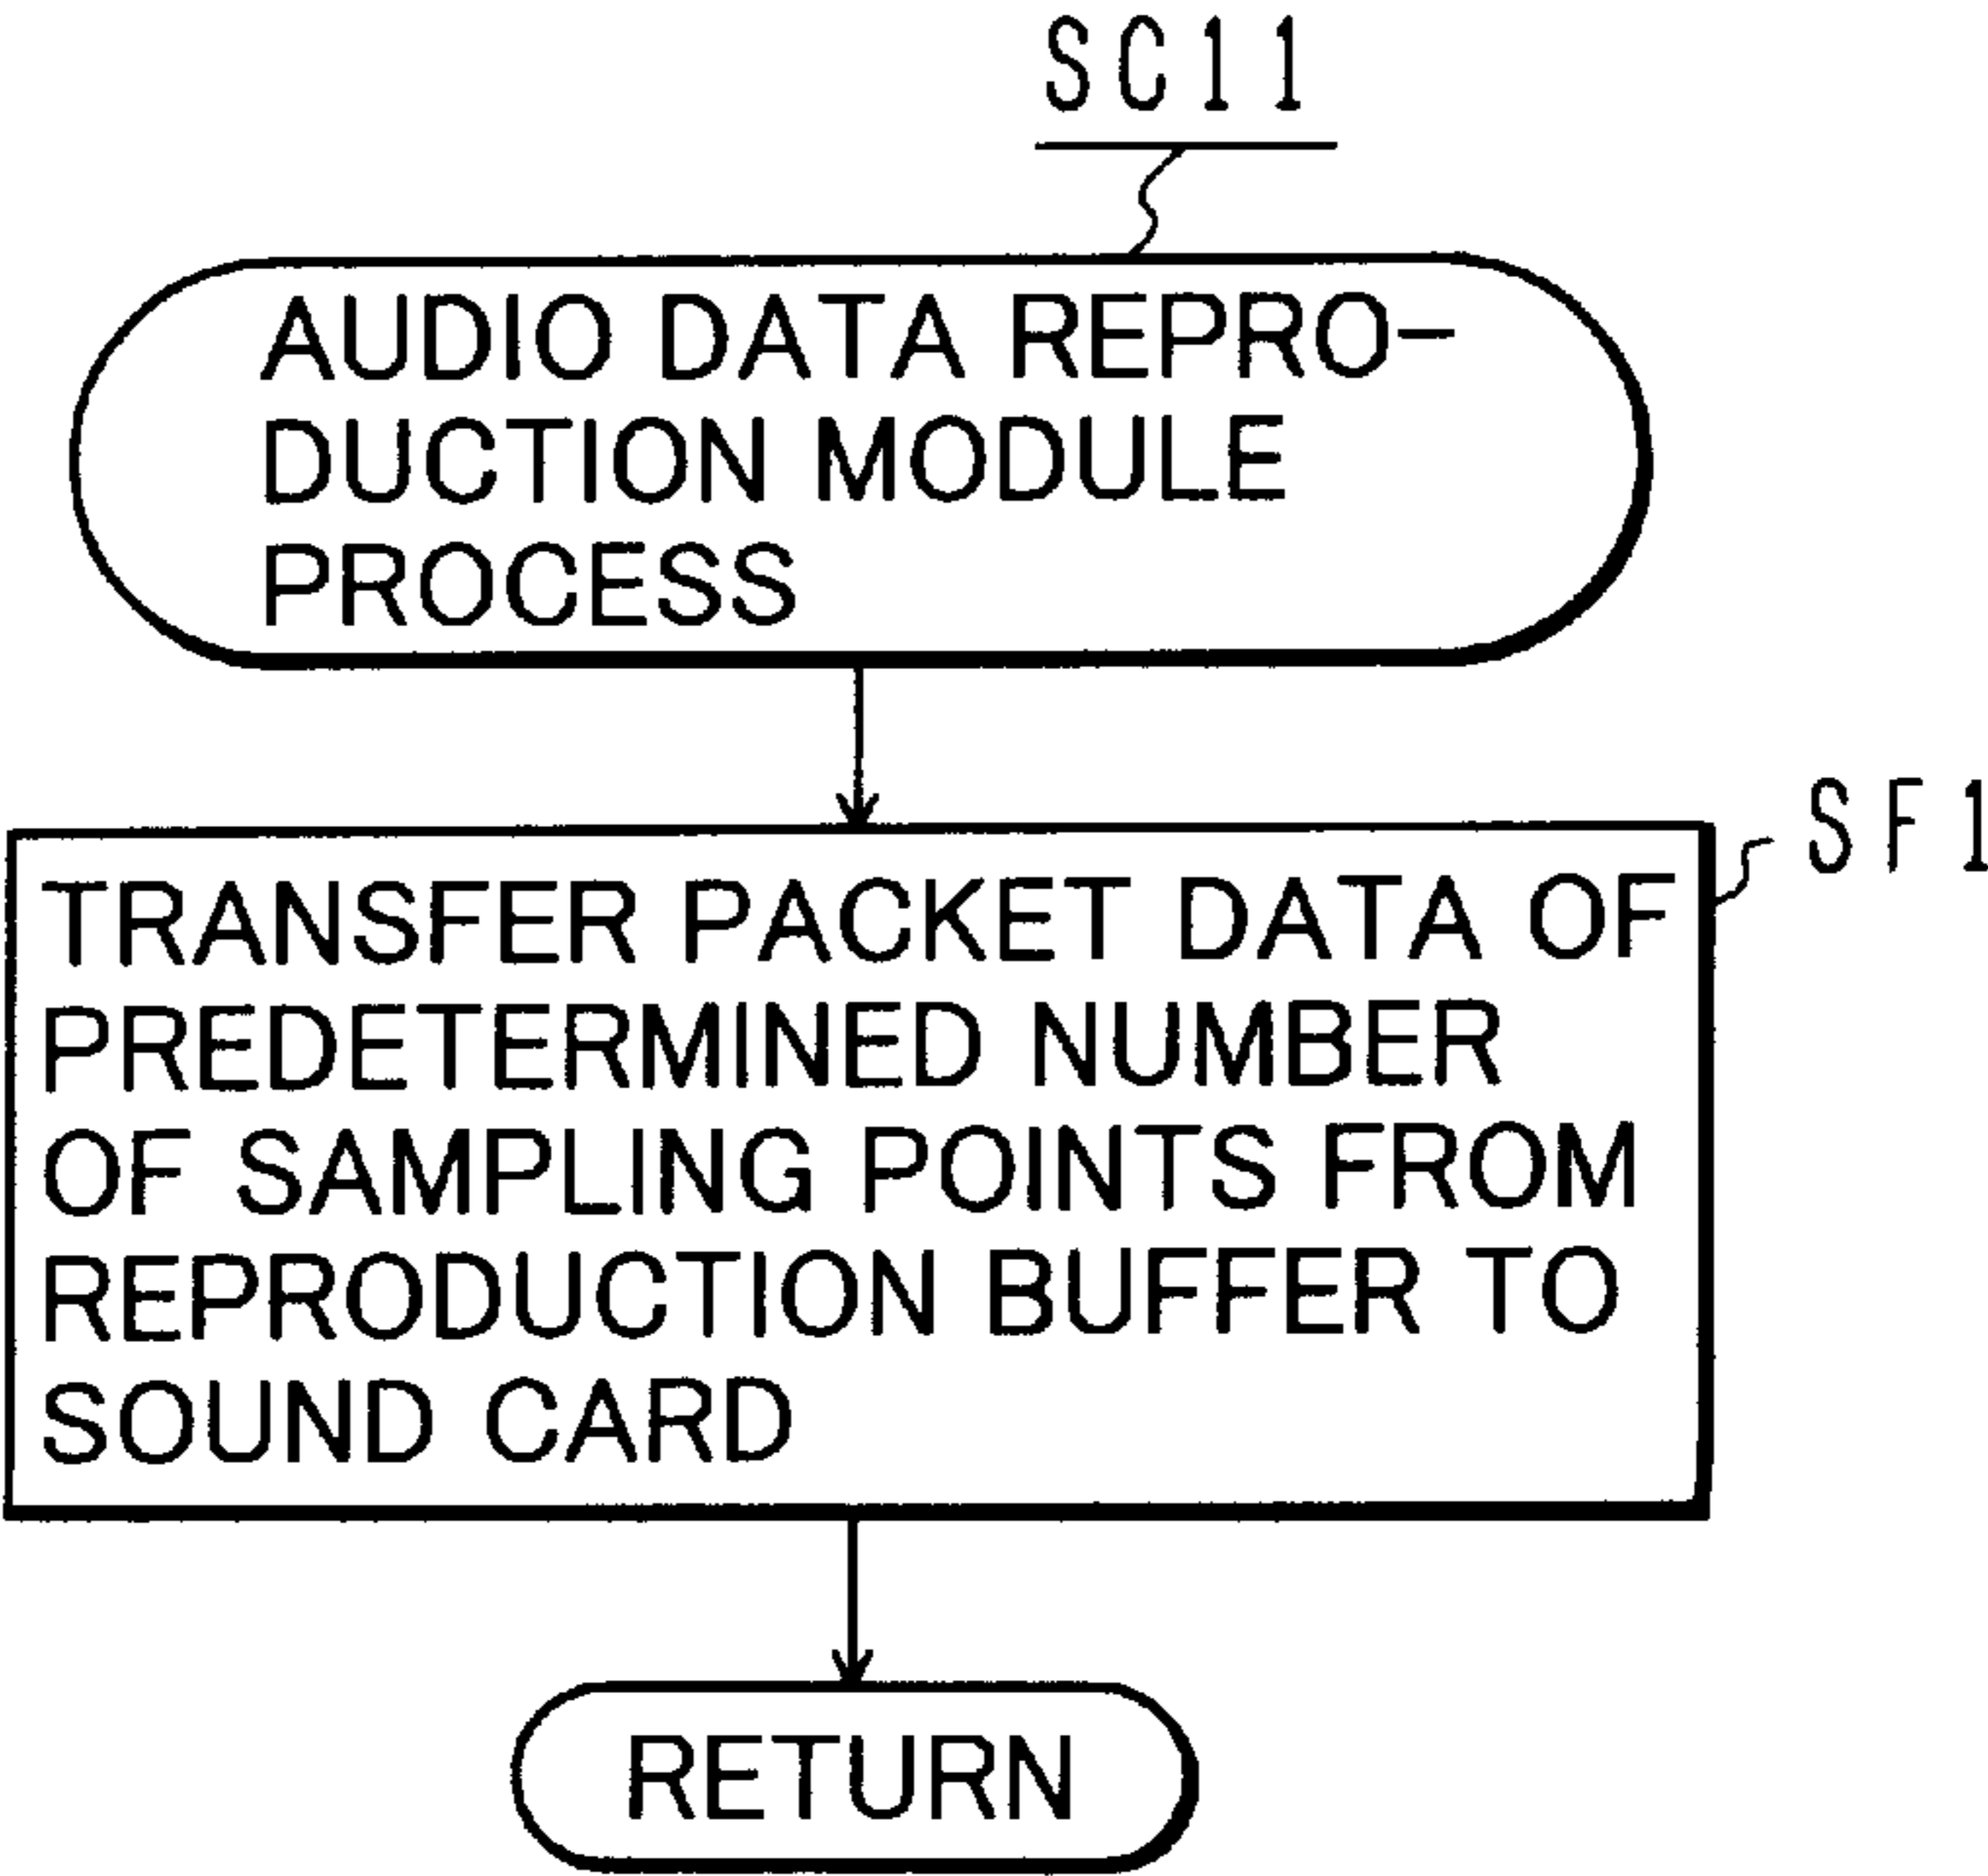 SC11
AUDIO DATA REPRO-
DUCTION MODULE
PROCESS
SF1
TRANSFER PACKET DATA OF
PREDETERMINED NUMBER
OF SAMPLING POINTS FROM
REPRODUCTION BUFFER TO
SOUND CARD
RETURN